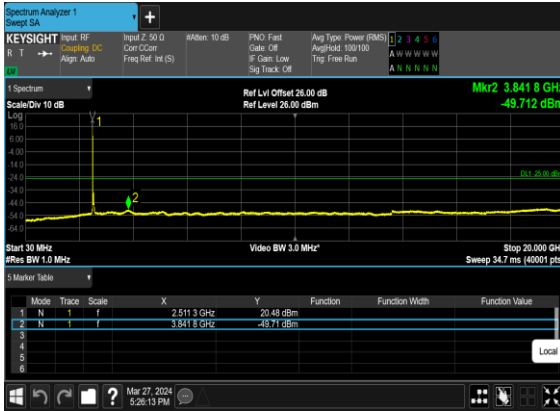 Spectrum Analyzer 1
Swept SA
+
KEYSIGHT Input: RF Input Z: 50 Ω #Atten: 10 dB PNO: Fast Avg Type: Power (RMS) 1 2 3 4 5 6
R T Coupling: DC Corr CCorr Gate: Off Avg|Hold: 100/100 A W W W W W
Align: Auto Freq Ref: Int (S) IF Gain: Low Trig: Free Run
Sig Track: Off A N N N N N
1 Spectrum
Ref Lvl Offset 26.00 dB Mkr2 3.841 8 GHz
Scale/Div 10 dB Ref Level 26.00 dBm -49.712 dBm
Log
16.0
6.00
-4.00
-14.0
-24.0
-34.0
-44.0
-54.0
-64.0
1
2
DL1 -25.00 dBm
Start 30 MHz Video BW 3.0 MHz* Stop 20.000 GHz
#Res BW 1.0 MHz Sweep 34.7 ms (40001 pts)
5 Marker Table
Mode Trace Scale X Y Function Function Width Function Value
1 N 1 f 2.511 3 GHz 20.48 dBm
2 N 1 f 3.841 8 GHz -49.71 dBm
3
4
5
6
Local
?
Mar 27, 2024
5:26:13 PM